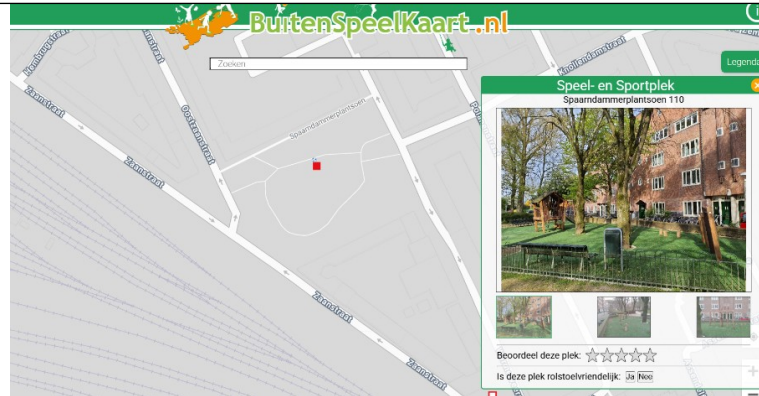 BuitenSpeelKaart.nl
Zoeken
Legenda
Hembrugstraat
Zaanstraat
Oostzaanstraat
Spaarndammerplantsoen
Knollendamstraat
Zaanstraat
Zaanstraat
Zaanstraat
Speel- en Sportplek
Spaarndammerplantsoen 110
Beoordeel deze plek:
Is deze plek rolstoelvriendelijk: Ja Nee